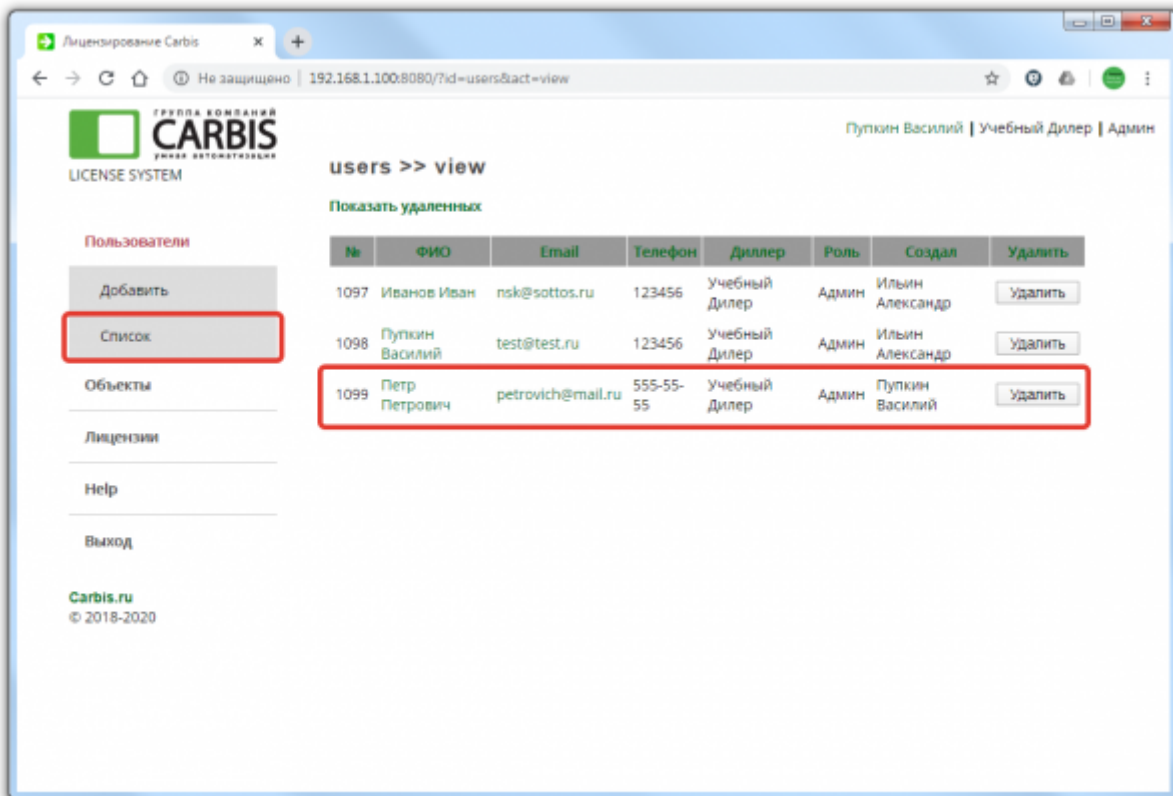 Лицензирование Carbis
Не защищено | 192.168.1.100:8080/?id=users&act=view
ГРУППА КОМПАНИЙ
CARBIS
умная автоматизация
LICENSE SYSTEM
Пупкин Василий | Учебный Дилер | Админ
users >> view
Показать удаленных
Пользователи
Добавить
Список
Объекты
Лицензии
Help
Выход
Carbis.ru
© 2018-2020
№ ФИО Email Телефон Диллер Роль Создал Удалить
1097 Иванов Иван nsk@sottos.ru 123456 Учебный Дилер Админ Ильин Александр Удалить
1098 Пупкин Василий test@test.ru 123456 Учебный Дилер Админ Ильин Александр Удалить
1099 Петр Петрович petrovich@mail.ru 555-55-55 Учебный Дилер Админ Пупкин Василий Удалить